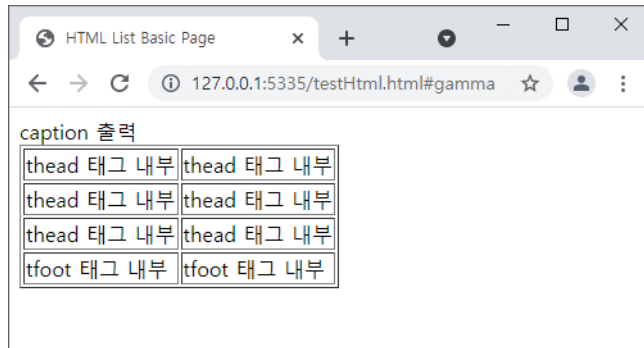 HTML List Basic Page
127.0.0.1:5335/testHtml.html#gamma
caption 출력
thead 태그 내부 thead 태그 내부
thead 태그 내부 thead 태그 내부
thead 태그 내부 thead 태그 내부
tfoot 태그 내부 tfoot 태그 내부